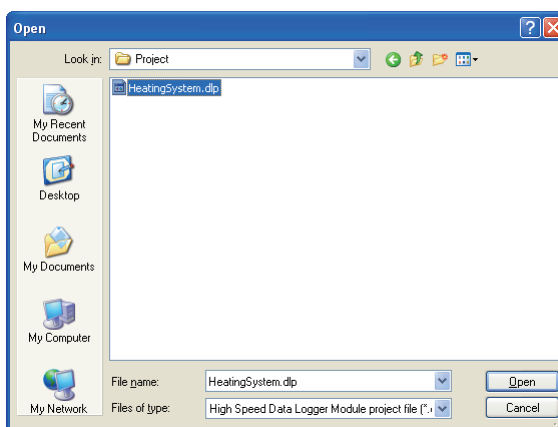 Open
Look in:
Project
HeatingSystem.dlp
My Recent
Documents
Desktop
My Documents
My Computer
My Network
File name:
HeatingSystem.dlp
Open
Files of type:
High Speed Data Logger Module project file (*.
Cancel